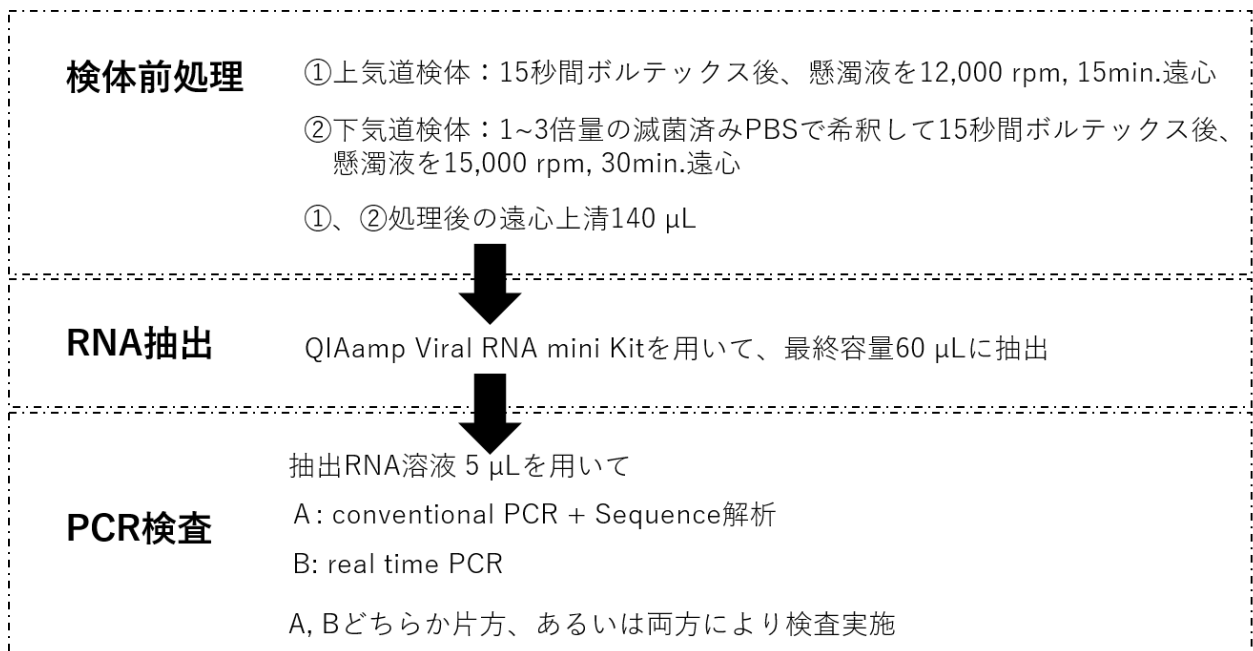 検体前処理
①上気道検体：15秒間ボルテックス後、懸濁液を12,000 rpm, 15min.遠心
②下気道検体：1~3倍量の滅菌済みPBSで希釈して15秒間ボルテックス後、
懸濁液を15,000 rpm, 30min.遠心
①、②処理後の遠心上清140 μL
RNA抽出
QIAamp Viral RNA mini Kitを用いて、最終容量60 μLに抽出
PCR検査
抽出RNA溶液 5 μLを用いて
A : conventional PCR + Sequence解析
B: real time PCR
A, Bどちらか片方、あるいは両方により検査実施